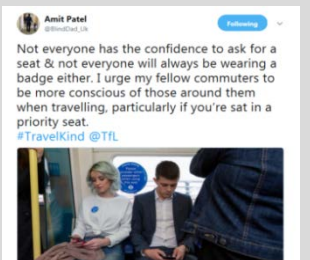 Amit Patel
@BlindDad_Uk
Following
Not everyone has the confidence to ask for a
seat & not everyone will always be wearing a
badge either. I urge my fellow commuters to
be more conscious of those around them
when travelling, particularly if you're sat in a
priority seat.
#TravelKind @TfL